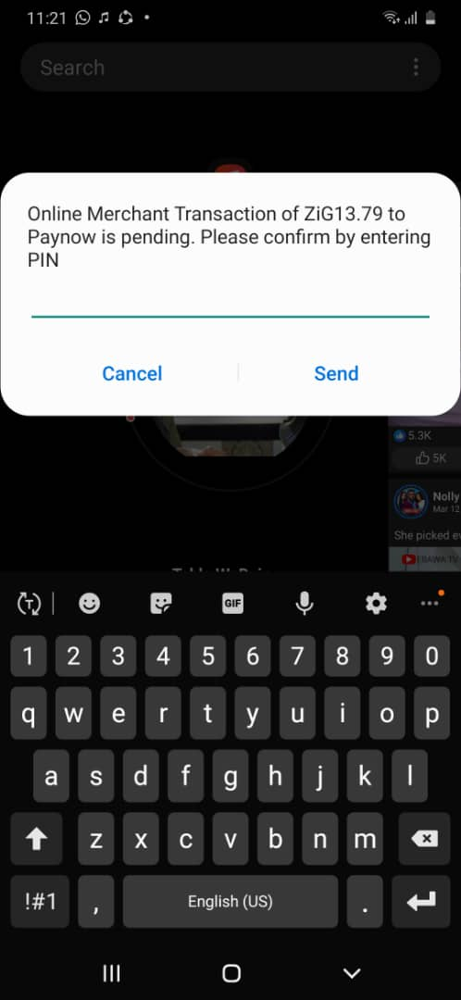 11:21
Search
Online Merchant Transaction of ZiG13.79 to
Paynow is pending. Please confirm by entering
PIN
Cancel
Send
5.3K
5K
Nolly
Mar 12
She picked
EBAWA TV
GIF
1 2 3 4 5 6 7 8 9 0
q w e r t y u i o p
a s d f g h j k l
z x c v b n m
!#1 , English (US) .